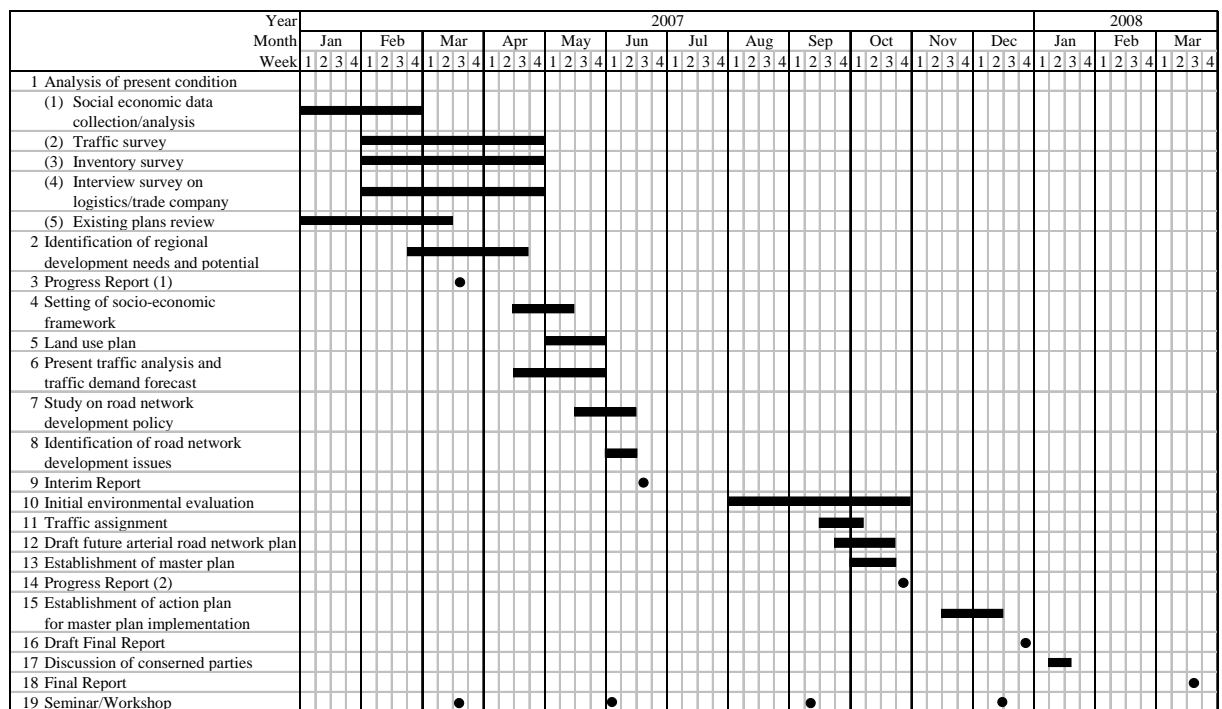 Year 2007 2008
Month Jan Feb Mar Apr May Jun Jul Aug Sep Oct Nov Dec Jan Feb Mar
Week 1 2 3 4 1 2 3 4 1 2 3 4 1 2 3 4 1 2 3 4 1 2 3 4 1 2 3 4 1 2 3 4 1 2 3 4 1 2 3 4 1 2 3 4 1 2 3 4 1 2 3 4 1 2 3 4 1 2 3 4
1 Analysis of present condition
(1) Social economic data
collection/analysis
(2) Traffic survey
(3) Inventory survey
(4) Interview survey on
logistics/trade company
(5) Existing plans review
2 Identification of regional
development needs and potential
3 Progress Report (1)
4 Setting of socio-economic
framework
5 Land use plan
6 Present traffic analysis and
traffic demand forecast
7 Study on road network
development policy
8 Identification of road network
development issues
9 Interim Report
10 Initial environmental evaluation
11 Traffic assignment
12 Draft future arterial road network plan
13 Establishment of master plan
14 Progress Report (2)
15 Establishment of action plan
for master plan implementation
16 Draft Final Report
17 Discussion of conserned parties
18 Final Report
19 Seminar/Workshop